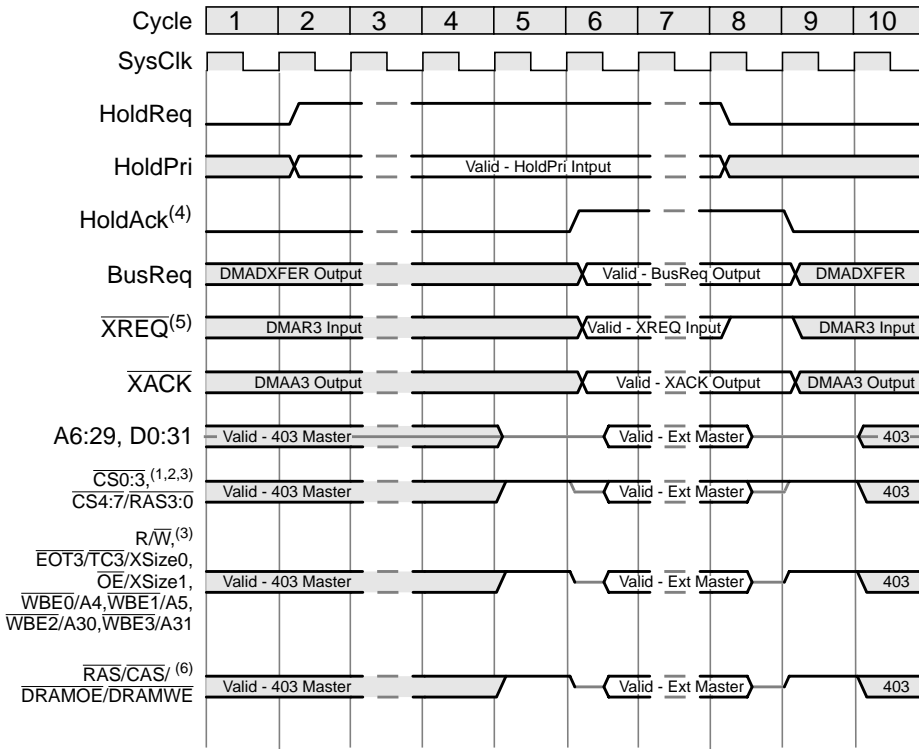 Cycle 1 2 3 4 5 6 7 8 9 10
SysClk
HoldReq
HoldPri Valid - HoldPri Intput
HoldAck(4)
BusReq DMADXFER Output Valid - BusReq Output DMADXFER
XREQ(5) DMAR3 Input Valid - XREQ Input DMAR3 Input
XACK DMAA3 Output Valid - XACK Output DMAA3 Output
A6:29, D0:31 Valid - 403 Master Valid - Ext Master 403
CS0:3,(1,2,3)
CS4:7/RAS3:0 Valid - 403 Master Valid - Ext Master 403
R/W,(3)
EOT3/TC3/XSize0,
OE/XSize1, Valid - 403 Master Valid - Ext Master 403
WBE0/A4,WBE1/A5,
WBE2/A30,WBE3/A31
RAS/CAS/ (6)
DRAMOE/DRAMWE Valid - 403 Master Valid - Ext Master 403